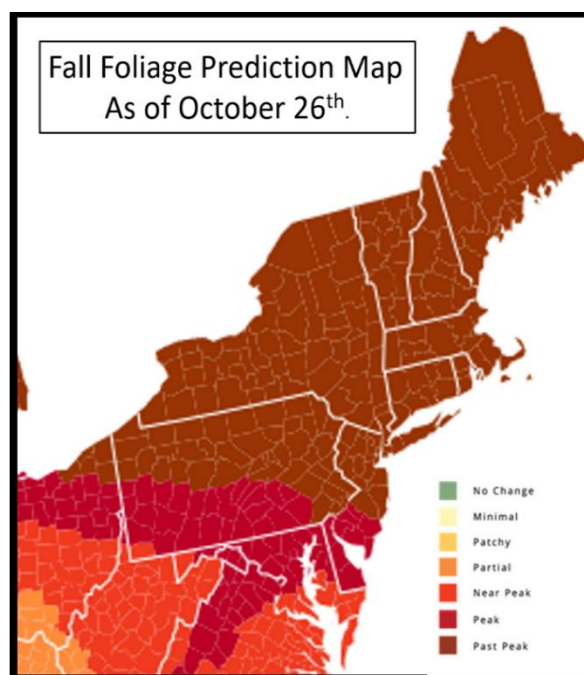 Fall Foliage Prediction Map
As of October 26th.
No Change
Minimal
Patchy
Partial
Near Peak
Peak
Past Peak